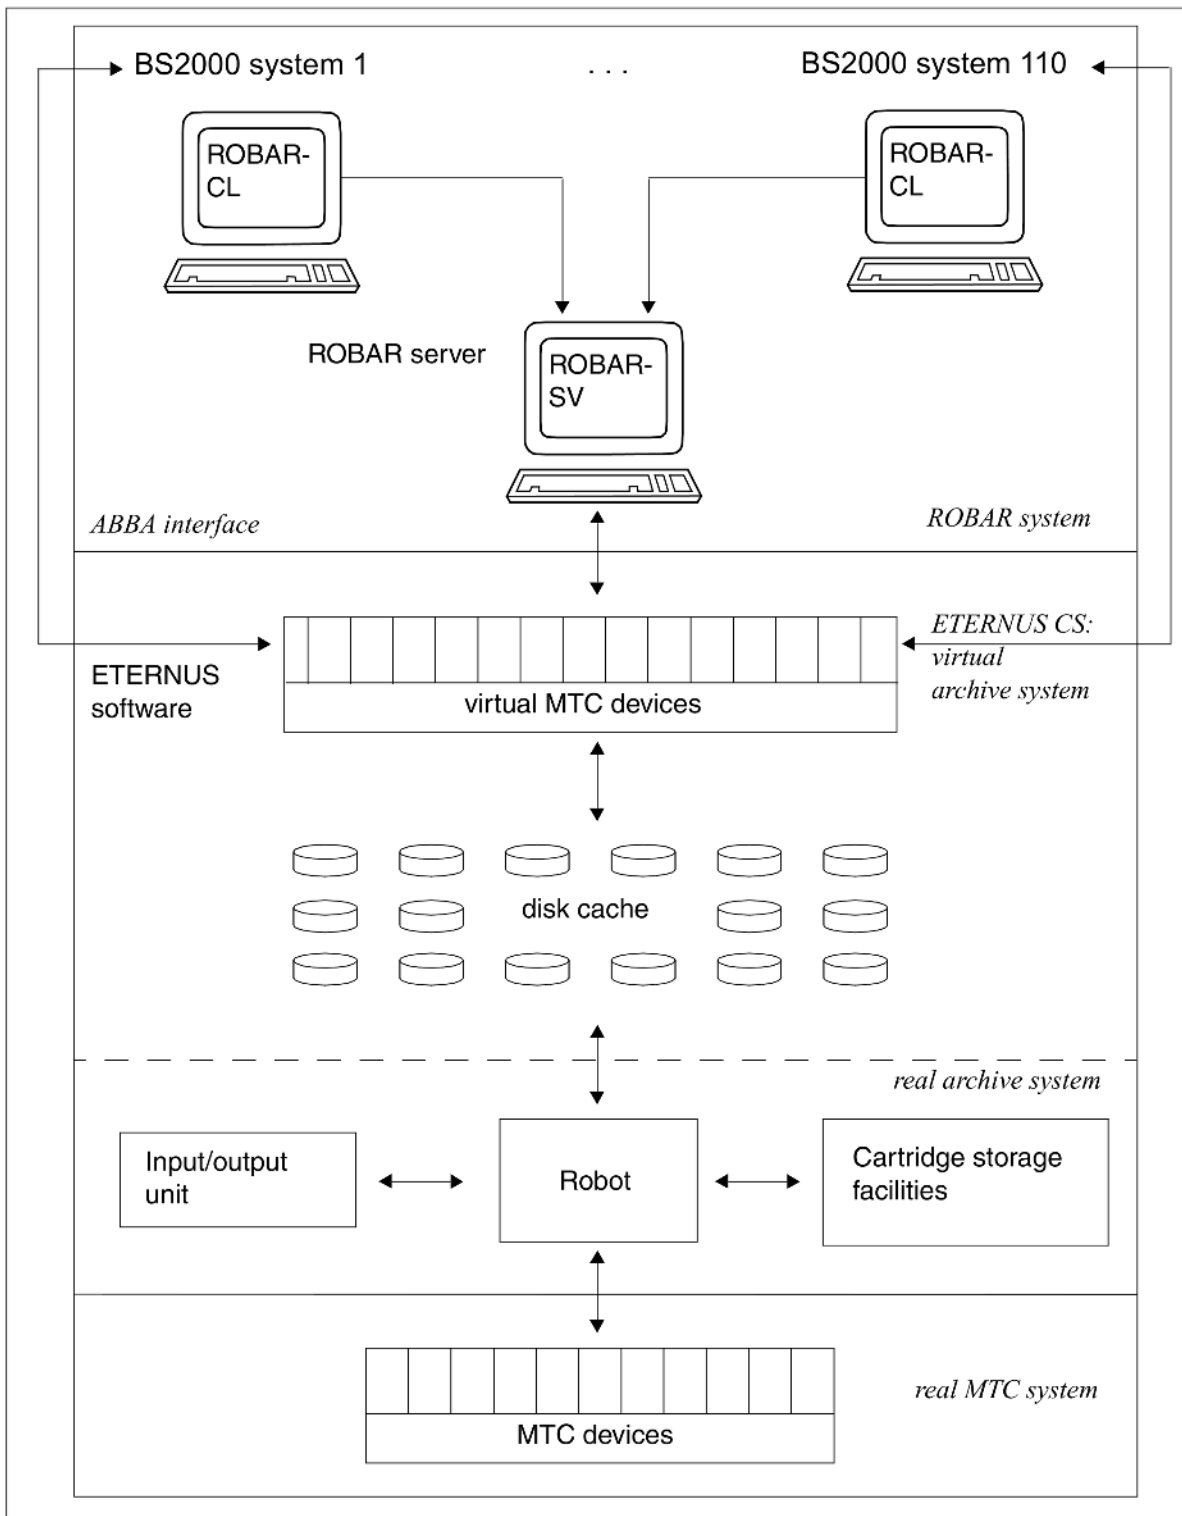 BS2000 system 1
. . .
BS2000 system 110
ROBAR-
CL
ROBAR-
CL
ROBAR server
ROBAR-
SV
ABBA interface
ROBAR system
ETERNUS CS:
virtual
archive system
ETERNUS
software
virtual MTC devices
disk cache
real archive system
Input/output
unit
Robot
Cartridge storage
facilities
real MTC system
MTC devices